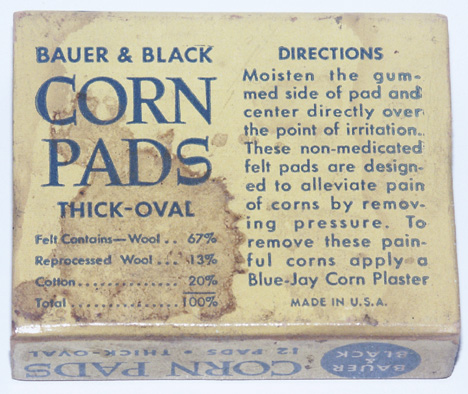 BAUER & BLACK
CORN
PADS
THICK-OVAL
Felt Contains—Wool .. 67%
Reprocessed Wool ... 13%
Cotton .............. 20%
Total ................ 100%
DIRECTIONS
Moisten the gum-
med side of pad and
center directly over
the point of irritation.
These non-medicated
felt pads are design-
ed to alleviate pain
of corns by remov-
ing pressure. To
remove these pain-
ful corns apply a
Blue-Jay Corn Plaster
MADE IN U.S.A.
BAUER & BLACK
CORN PADS
12 PADS • THICK-OVAL